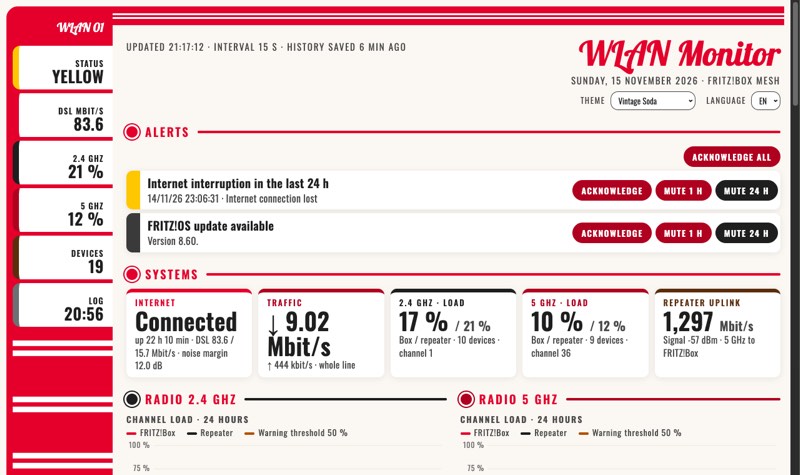 WLAN 01
STATUS
YELLOW
DSL MBIT/S
83.6
2.4 GHZ
21 %
5 GHZ
12 %
DEVICES
19
LOG
20:56
UPDATED 21:17:12 · INTERVAL 15 S · HISTORY SAVED 6 MIN AGO
WLAN Monitor
SUNDAY, 15 NOVEMBER 2026 · FRITZ!BOX MESH
THEME Vintage Soda LANGUAGE EN
ALERTS
ACKNOWLEDGE ALL
Internet interruption in the last 24 h
14/11/26 23:06:31 · Internet connection lost
ACKNOWLEDGE MUTE 1 H MUTE 24 H
FRITZ!OS update available
Version 8.60.
ACKNOWLEDGE MUTE 1 H MUTE 24 H
SYSTEMS
INTERNET
Connected
up 22 h 10 min · DSL 83.6 /
15.7 Mbit/s · noise margin
12.0 dB
TRAFFIC
↓ 9.02
Mbit/s
↑ 444 kbit/s · whole line
2.4 GHZ · LOAD
17 % / 21 %
Box / repeater · 10 devices ·
channel 1
5 GHZ · LOAD
10 % / 12 %
Box / repeater · 9 devices ·
channel 36
REPEATER UPLINK
1,297 Mbit/s
Signal -57 dBm · 5 GHz to
FRITZ!Box
RADIO 2.4 GHZ
CHANNEL LOAD · 24 HOURS
FRITZ!Box Repeater Warning threshold 50 %
100 %
75 %
RADIO 5 GHZ
CHANNEL LOAD · 24 HOURS
FRITZ!Box Repeater Warning threshold 50 %
100 %
75 %